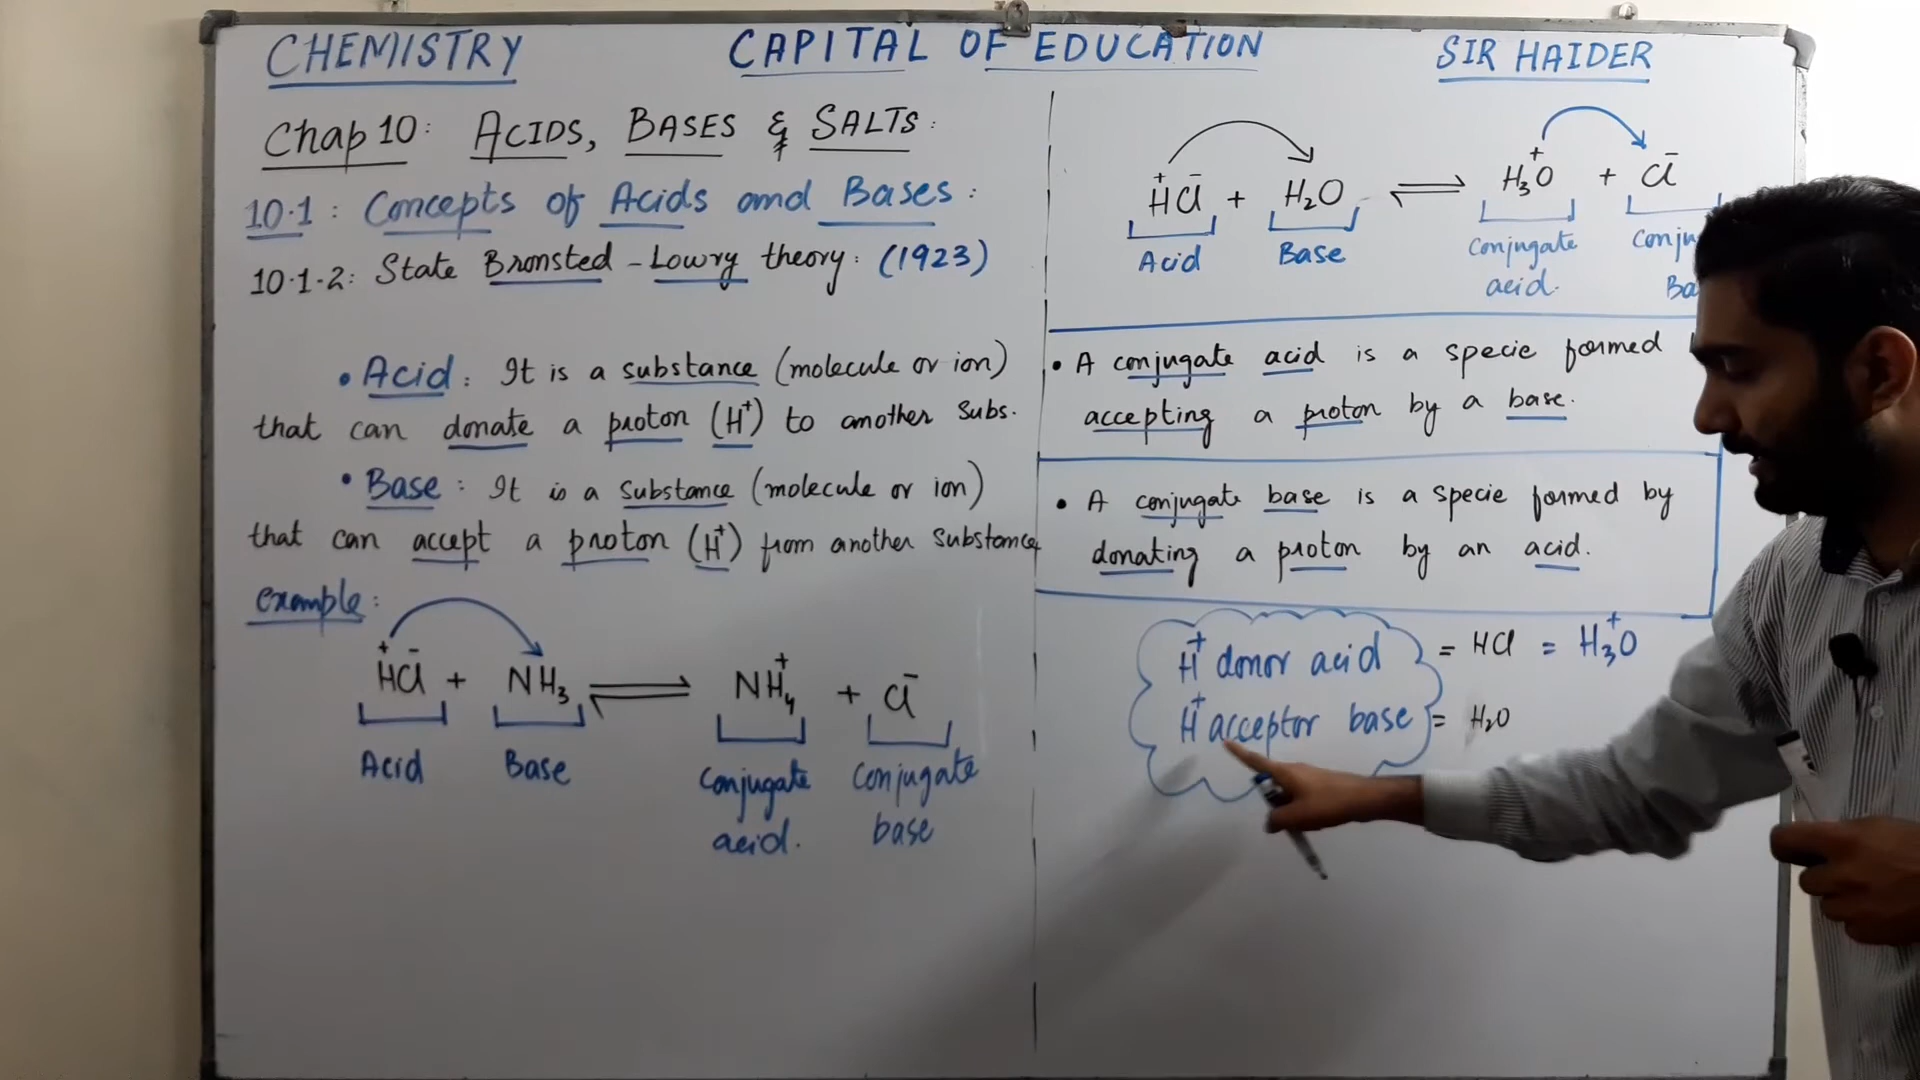 CHEMISTRY CAPITAL OF EDUCATION SIR HAIDER
Chap 10: ACIDS, BASES & SALTS:
10.1: Concepts of Acids and Bases:
10.1.2: State Bronsted-Lowry theory: (1923)
• Acid: It is a substance (molecule or ion)
that can donate a proton (H⁺) to another Subs.
• Base: It is a Substance (molecule or ion)
that can accept a proton (H⁺) from another Substance
example:
H⁺Cl⁻ + NH₃ ⇌ NH₄⁺ + Cl⁻
Acid Base Conjugate acid. Conjugate base
H⁺Cl⁻ + H₂O ⇌ H₃O⁺ + Cl⁻
Acid Base Conjugate
acid.
• A conjugate acid is a specie formed
accepting a proton by a base.
• A conjugate base is a specie formed by
donating a proton by an acid.
H⁺ donor acid = HCl = H₃O⁺
H⁺ acceptor base = H₂O